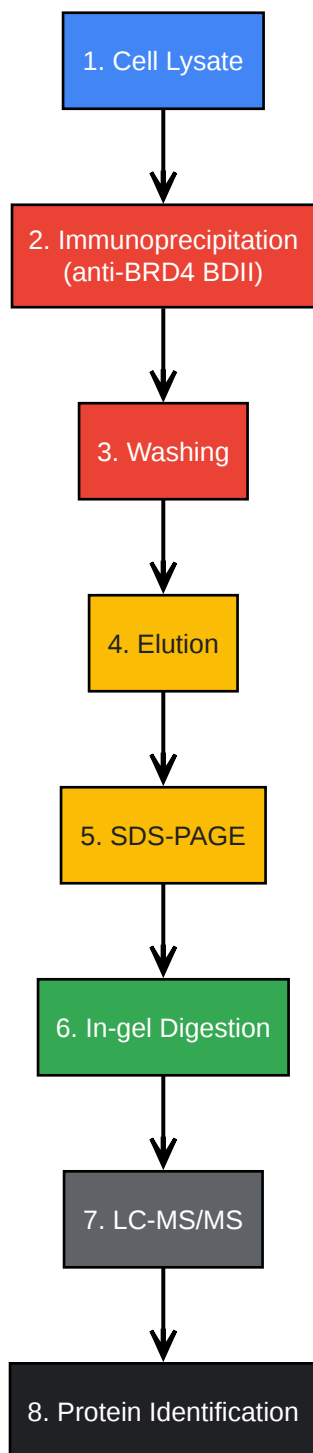 1. Cell Lysate
2. Immunoprecipitation
(anti-BRD4 BDII)
3. Washing
4. Elution
5. SDS-PAGE
6. In-gel Digestion
7. LC-MS/MS
8. Protein Identification